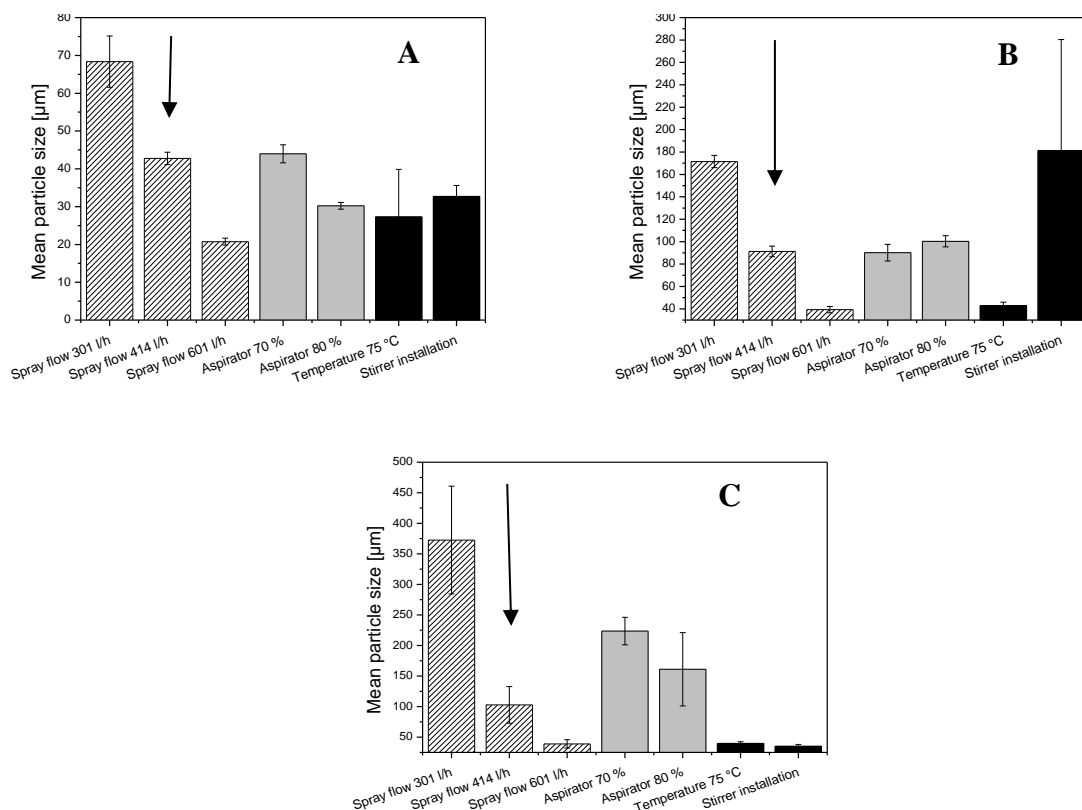 A
Mean particle size [µm]
80
70
60
50
40
30
20
10
0
Spray flow 301 l/h
Spray flow 414 l/h
Spray flow 601 l/h
Aspirator 70 %
Aspirator 80 %
Temperature 75 °C
Stirrer installation
B
Mean particle size [µm]
300
280
260
240
220
200
180
160
140
120
100
80
60
40
Spray flow 301 l/h
Spray flow 414 l/h
Spray flow 601 l/h
Aspirator 70 %
Aspirator 80 %
Temperature 75 °C
Stirrer installation
C
Mean particle size [µm]
500
450
400
350
300
250
200
150
100
50
Spray flow 301 l/h
Spray flow 414 l/h
Spray flow 601 l/h
Aspirator 70 %
Aspirator 80 %
Temperature 75 °C
Stirrer installation